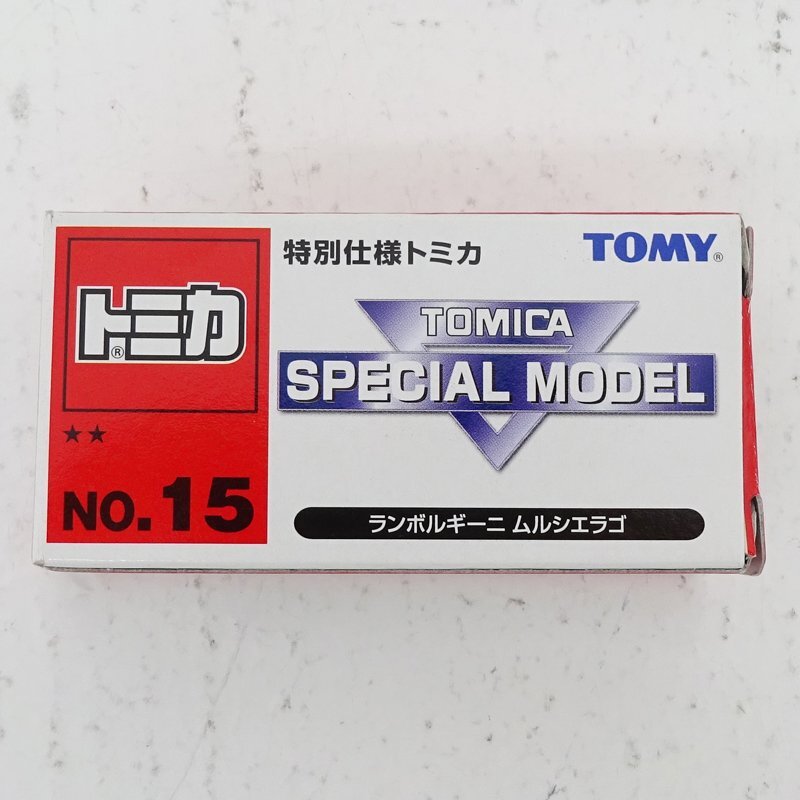 トミカ®
★★
NO.15
特別仕様トミカ
TOMY®
TOMICA
SPECIAL MODEL
ランボルギーニ ムルシエラゴ